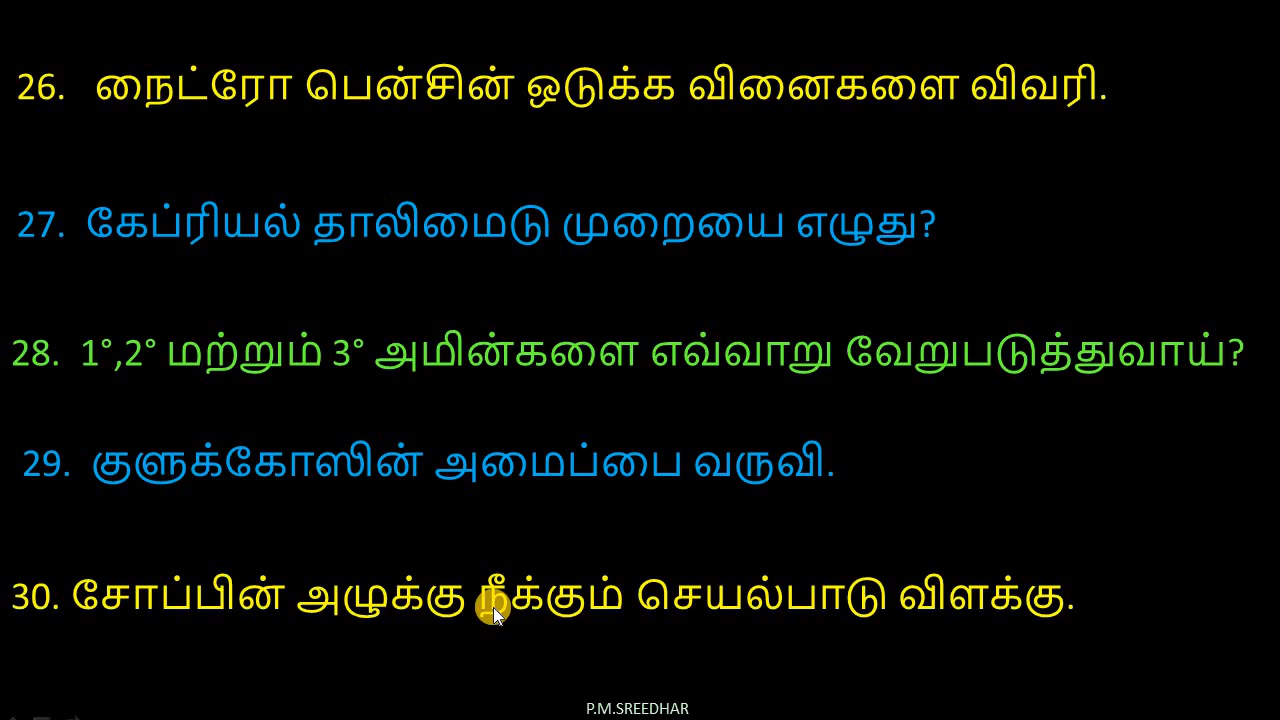 26. நைட்ரோ பென்சின் ஒடுக்க வினைகளை விவரி.
27. கேப்ரியல் தாலிமைடு முறையை எழுது?
28. 1°,2° மற்றும் 3° அமின்களை எவ்வாறு வேறுபடுத்துவாய்?
29. குளுக்கோஸின் அமைப்பை வருவி.
30. சோப்பின் அழுக்கு நீக்கும் செயல்பாடு விளக்கு.
P.M.SREEDHAR